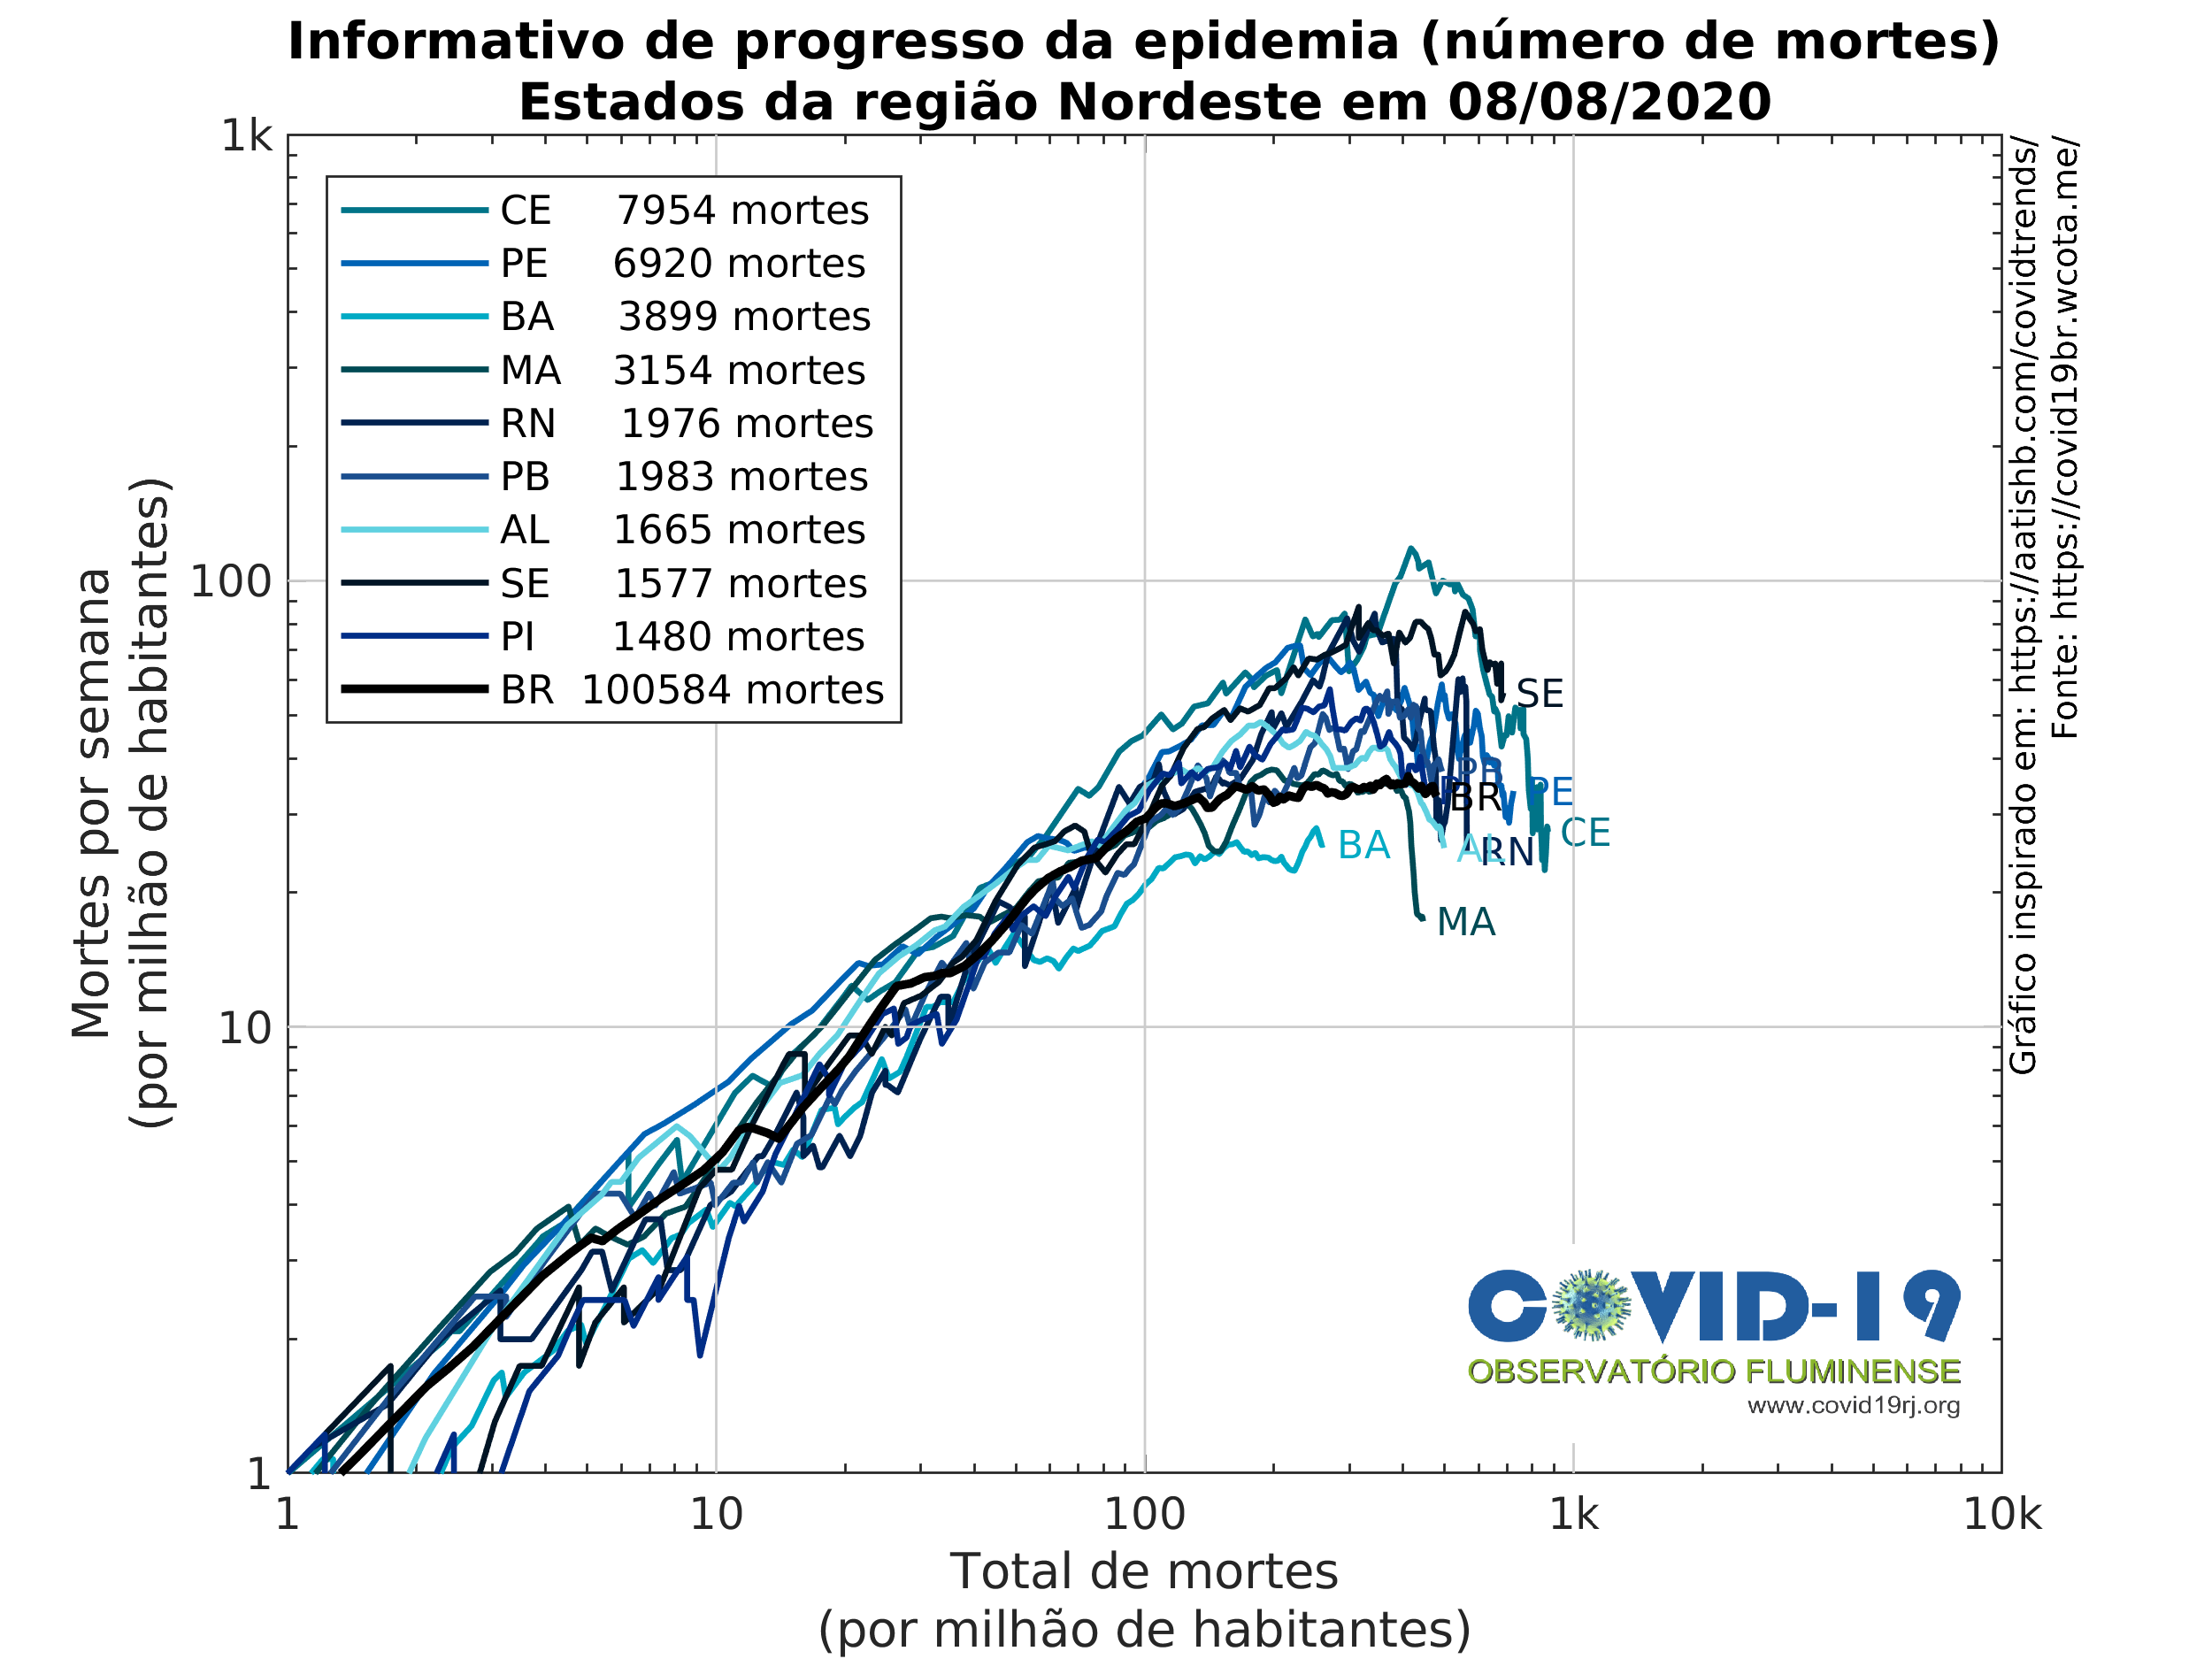 Informativo de progresso da epidemia (número de mortes)
Estados da região Nordeste em 08/08/2020
1k
100
10
1
Mortes por semana
(por milhão de habitantes)
CE 7954 mortes
PE 6920 mortes
BA 3899 mortes
MA 3154 mortes
RN 1976 mortes
PB 1983 mortes
AL 1665 mortes
SE 1577 mortes
PI 1480 mortes
BR 100584 mortes
SE
PB
PI
BR
PE
CE
BA
AL
RN
MA
Gráfico inspirado em: https://aatishb.com/covidtrends/
Fonte: https://covid19br.wcota.me/
COVID-19
OBSERVATÓRIO FLUMINENSE
www.covid19rj.org
1
10
100
1k
10k
Total de mortes
(por milhão de habitantes)